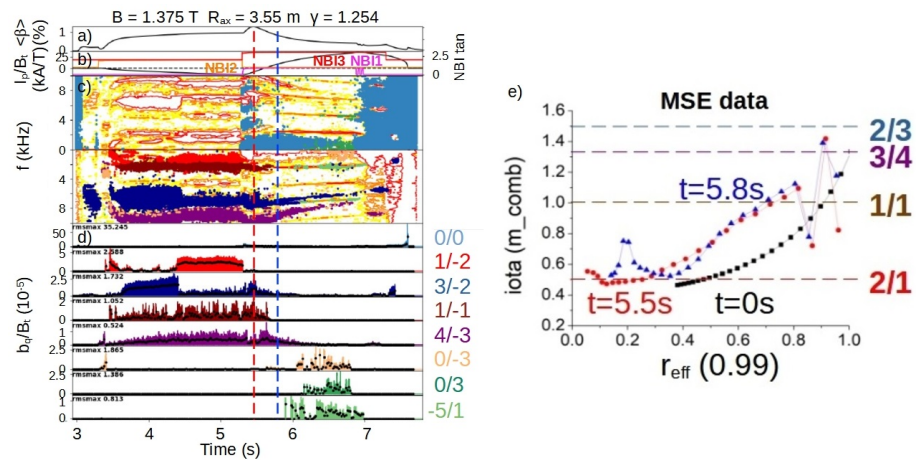 B = 1.375 T R_ax = 3.55 m γ = 1.254
I_p/B_t <β>
(kA/T) (%)
1
0
a)
25
0
b)
NBI2
NBI3
NBI1
2.5
0
NBI tan
c)
f (kHz)
8
4
0
4
8
d)
b_q/B_t (10^-5)
rmsmax 35.245
50
0
0/0
rmsmax 2.588
5
0
1/-2
rmsmax 1.732
2.5
0
3/-2
rmsmax 1.052
1
0
1/-1
rmsmax 0.524
1
0
4/-3
rmsmax 1.865
2.5
0
0/-3
rmsmax 1.386
2.5
0
0/3
rmsmax 0.813
1
0
-5/1
3 4 5 6 7
Time (s)
e)
MSE data
iota (m_comb)
1.6
1.4
1.2
1.0
0.8
0.6
0.4
0.2
2/3
3/4
1/1
2/1
t=5.8s
t=5.5s
t=0s
0.0 0.2 0.4 0.6 0.8 1.0
r_eff (0.99)